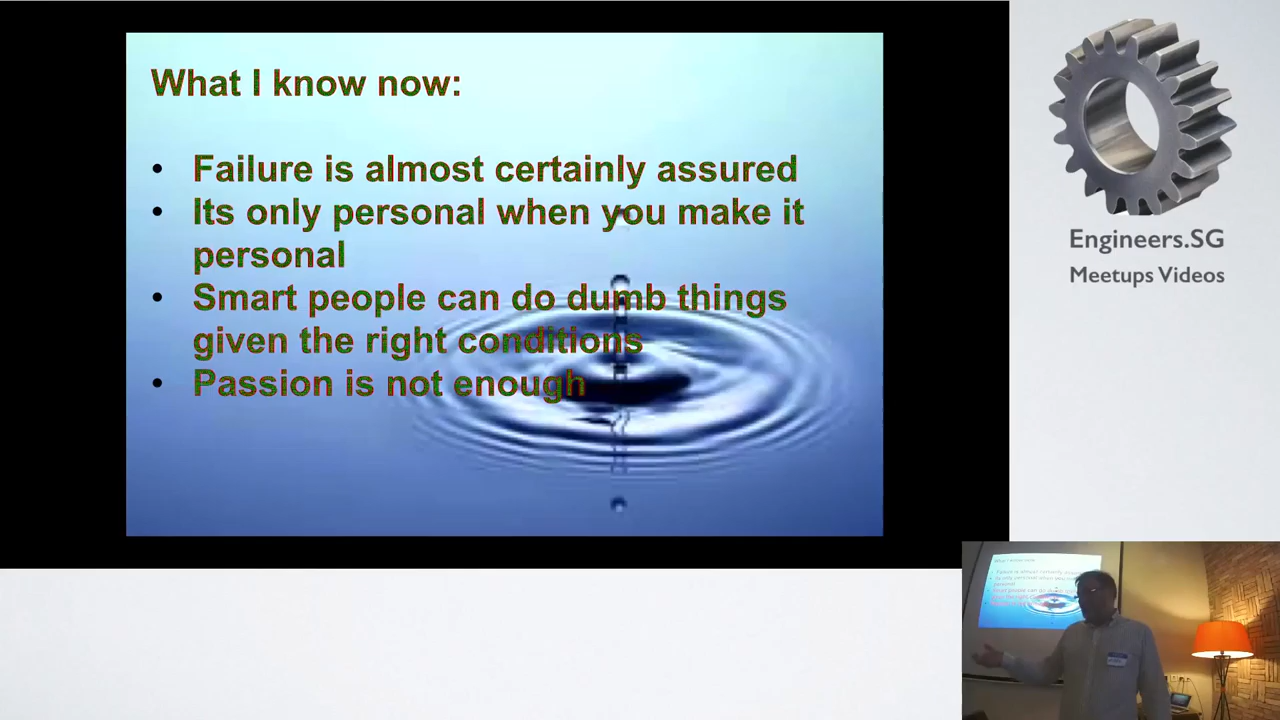 What I know now:
• Failure is almost certainly assured
• Its only personal when you make it
personal
• Smart people can do dumb things
given the right conditions
• Passion is not enough
Engineers.SG
Meetups Videos